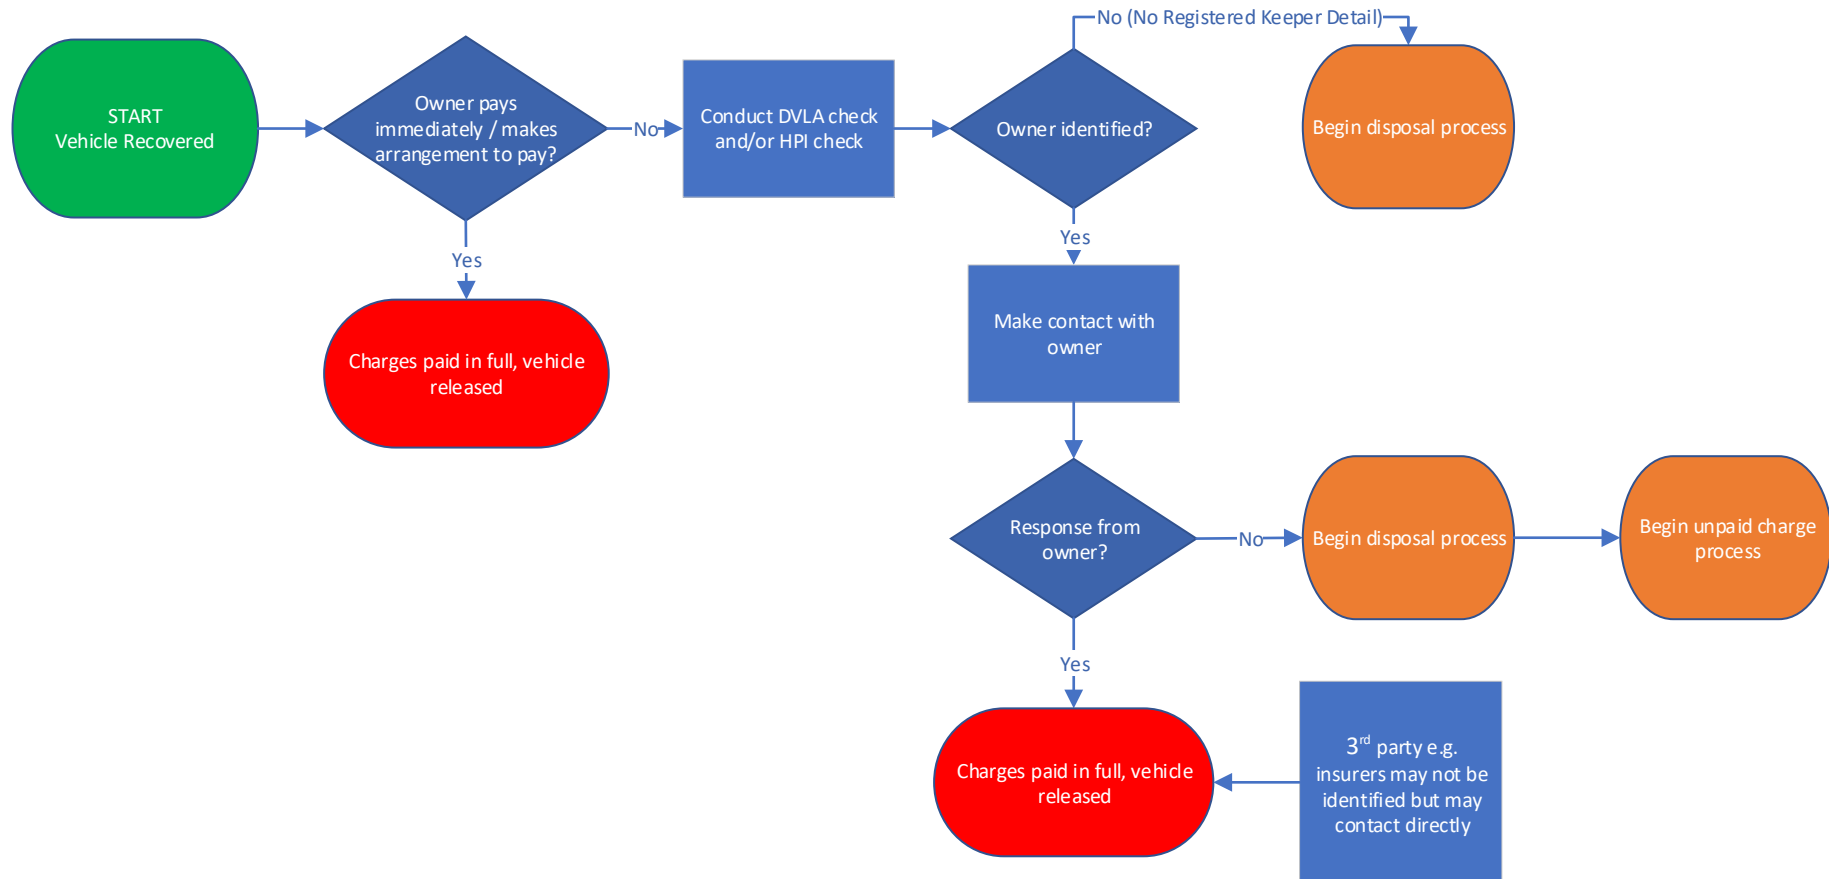 No (No Registered Keeper Detail)
START
Vehicle Recovered
Owner pays
immediately / makes
arrangement to pay?
No
Conduct DVLA check
and/or HPI check
Owner identified?
Begin disposal process
Yes
Charges paid in full, vehicle
released
Yes
Make contact with
owner
Response from
owner?
No
Begin disposal process
Begin unpaid charge
process
Yes
Charges paid in full, vehicle
released
3rd party e.g.
insurers may not be
identified but may
contact directly